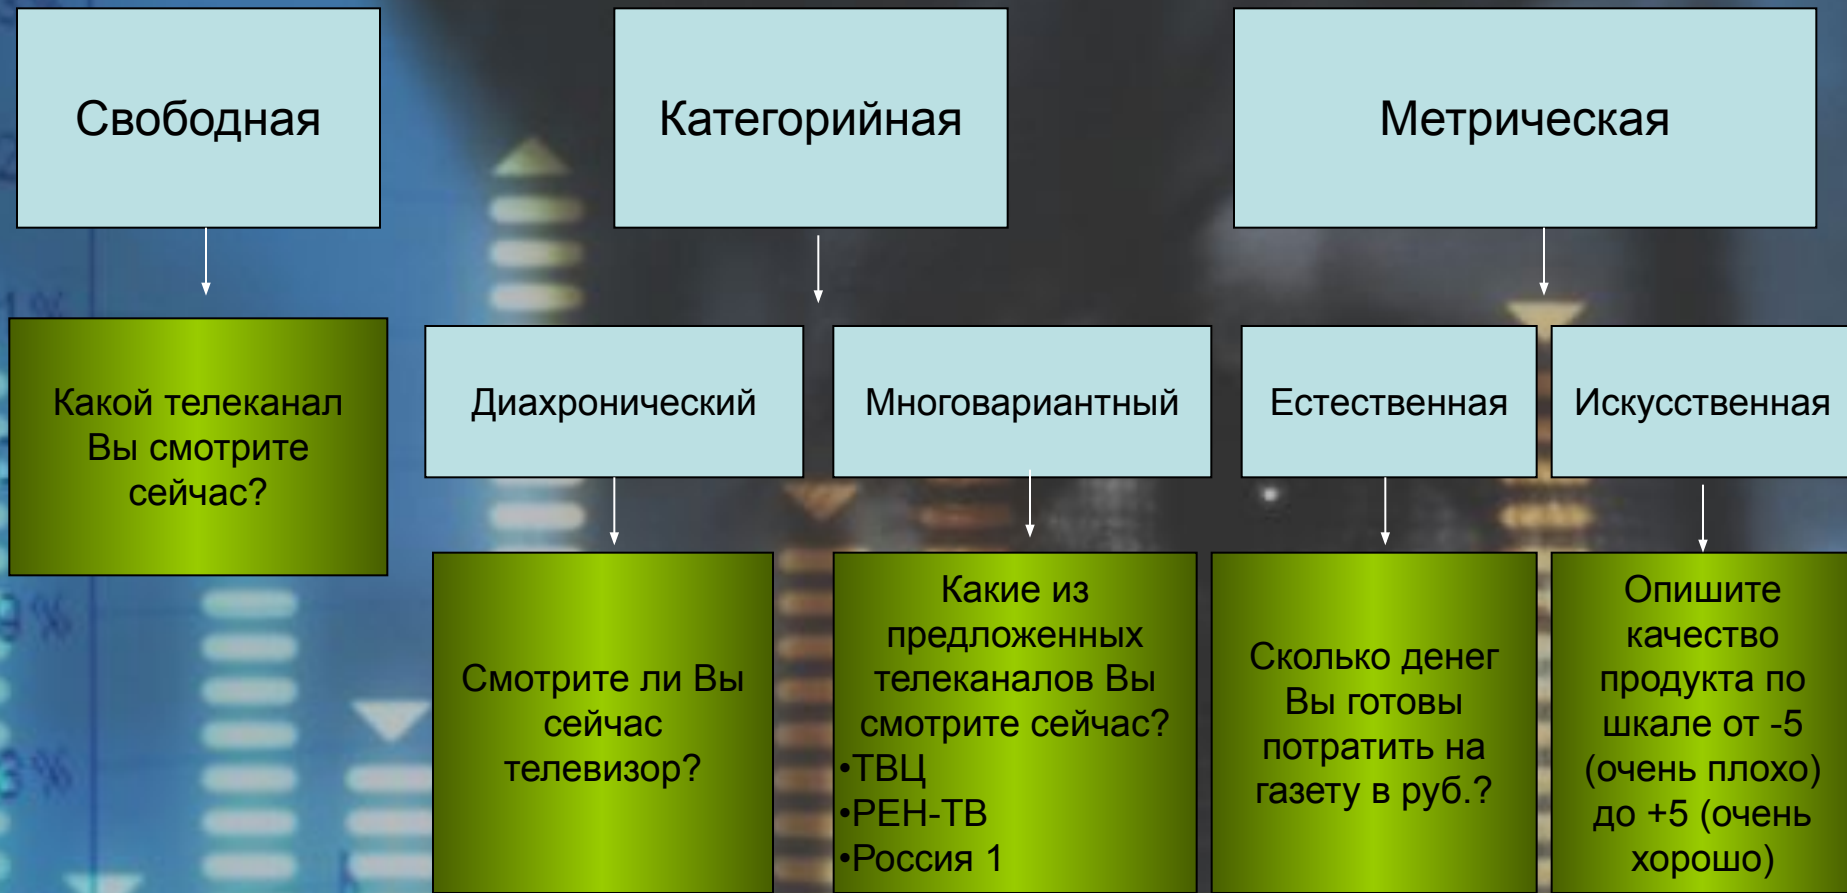 Свободная
Категорийная
Метрическая
Какой телеканал
Вы смотрите
сейчас?
Диахронический
Многовариантный
Естественная
Искусственная
Смотрите ли Вы
сейчас
телевизор?
Какие из
предложенных
телеканалов Вы
смотрите сейчас?
•ТВЦ
•РЕН-ТВ
•Россия 1
Сколько денег
Вы готовы
потратить на
газету в руб.?
Опишите
качество
продукта по
шкале от -5
(очень плохо)
до +5 (очень
хорошо)